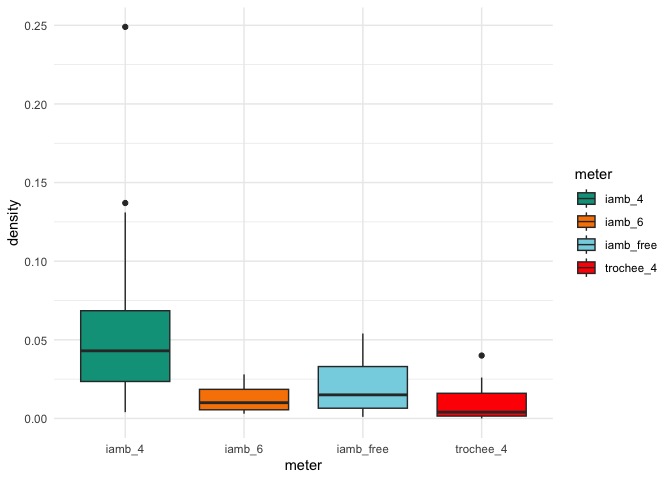 0.25
0.20
0.15
0.10
0.05
0.00
density
iamb_4 iamb_6 iamb_free trochee_4
meter
meter
iamb_4
iamb_6
iamb_free
trochee_4